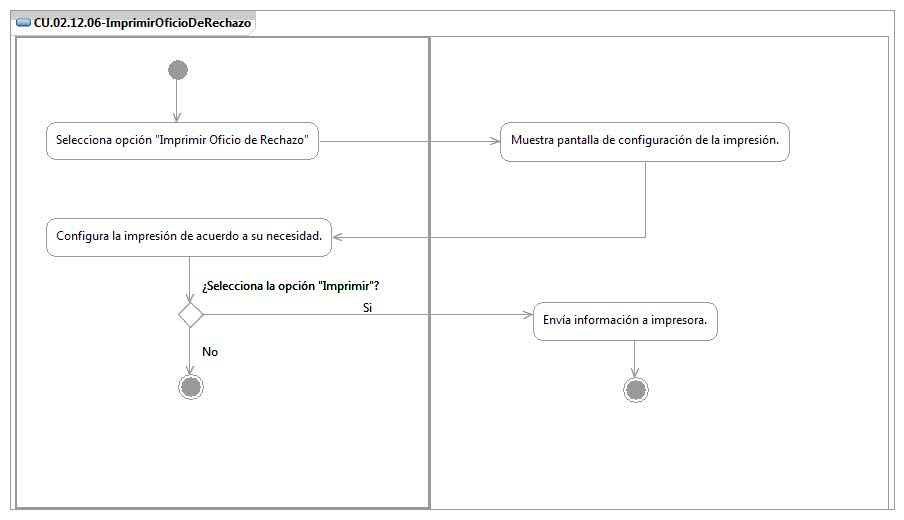 CU.02.12.06-ImprimirOficioDeRechazo
Selecciona opción "Imprimir Oficio de Rechazo"
Muestra pantalla de configuración de la impresión.
Configura la impresión de acuerdo a su necesidad.
¿Selecciona la opción "Imprimir"?
Si
Envía información a impresora.
No